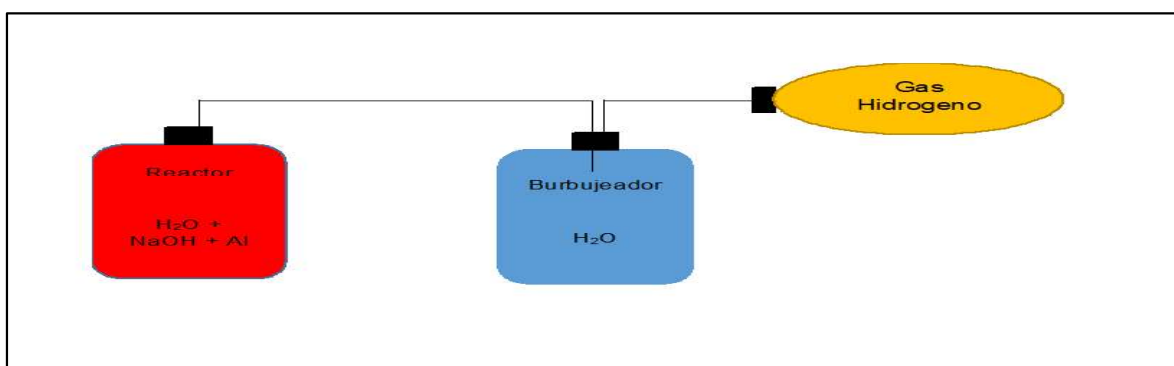 Gas
Hidrogeno
Reactor
H₂O +
NaOH + Al
Burbujeador
H₂O